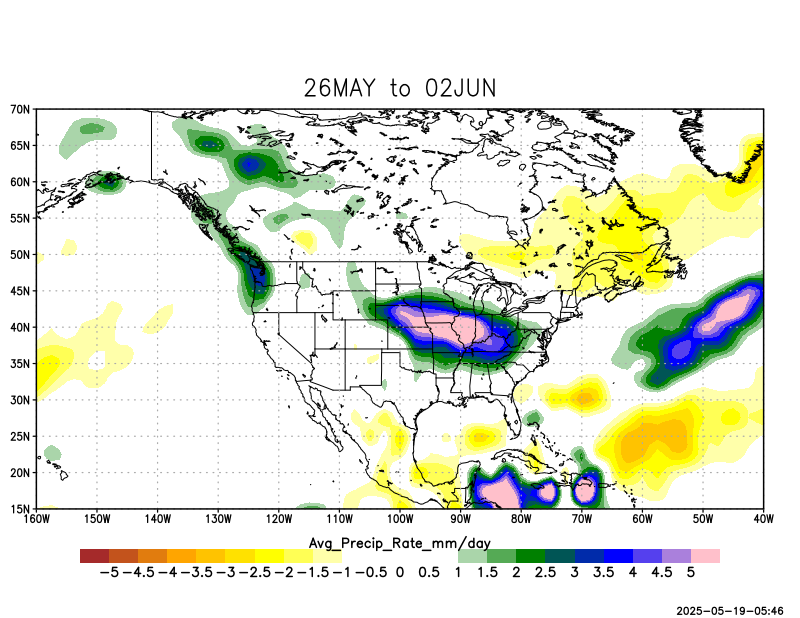 26MAY to 02JUN
70N
65N
60N
55N
50N
45N
40N
35N
30N
25N
20N
15N
160W 150W 140W 130W 120W 110W 100W 90W 80W 70W 60W 50W 40W
Avg_Precip_Rate_mm/day
-5 -4.5 -4 -3.5 -3 -2.5 -2 -1.5 -1 -0.5 0 0.5 1 1.5 2 2.5 3 3.5 4 4.5 5
2025-05-19-05:46